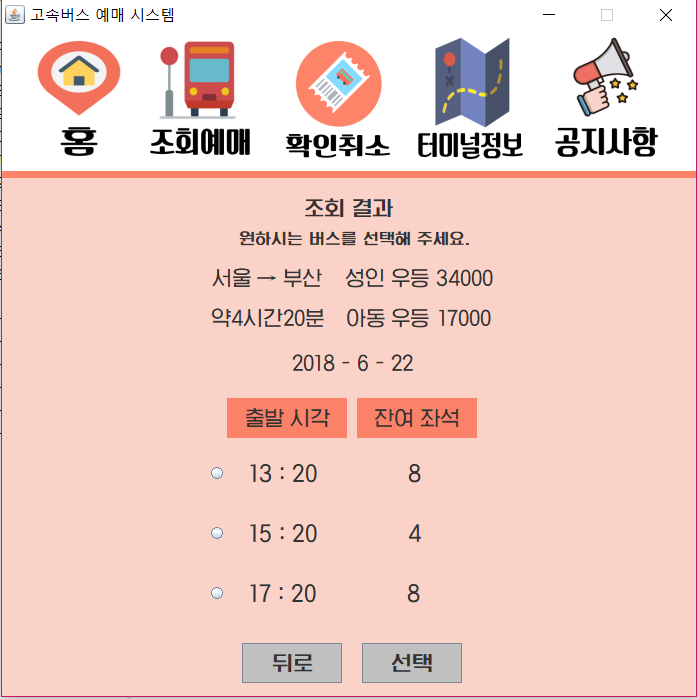 고속버스 예매 시스템
홈 조회예매 확인취소 터미널정보 공지사항
조회 결과
원하시는 버스를 선택해 주세요.
서울 → 부산 성인 우등 34000
약4시간20분 아동 우등 17000
2018 - 6 - 22
출발 시각 잔여 좌석
13 : 20 8
15 : 20 4
17 : 20 8
뒤로 선택